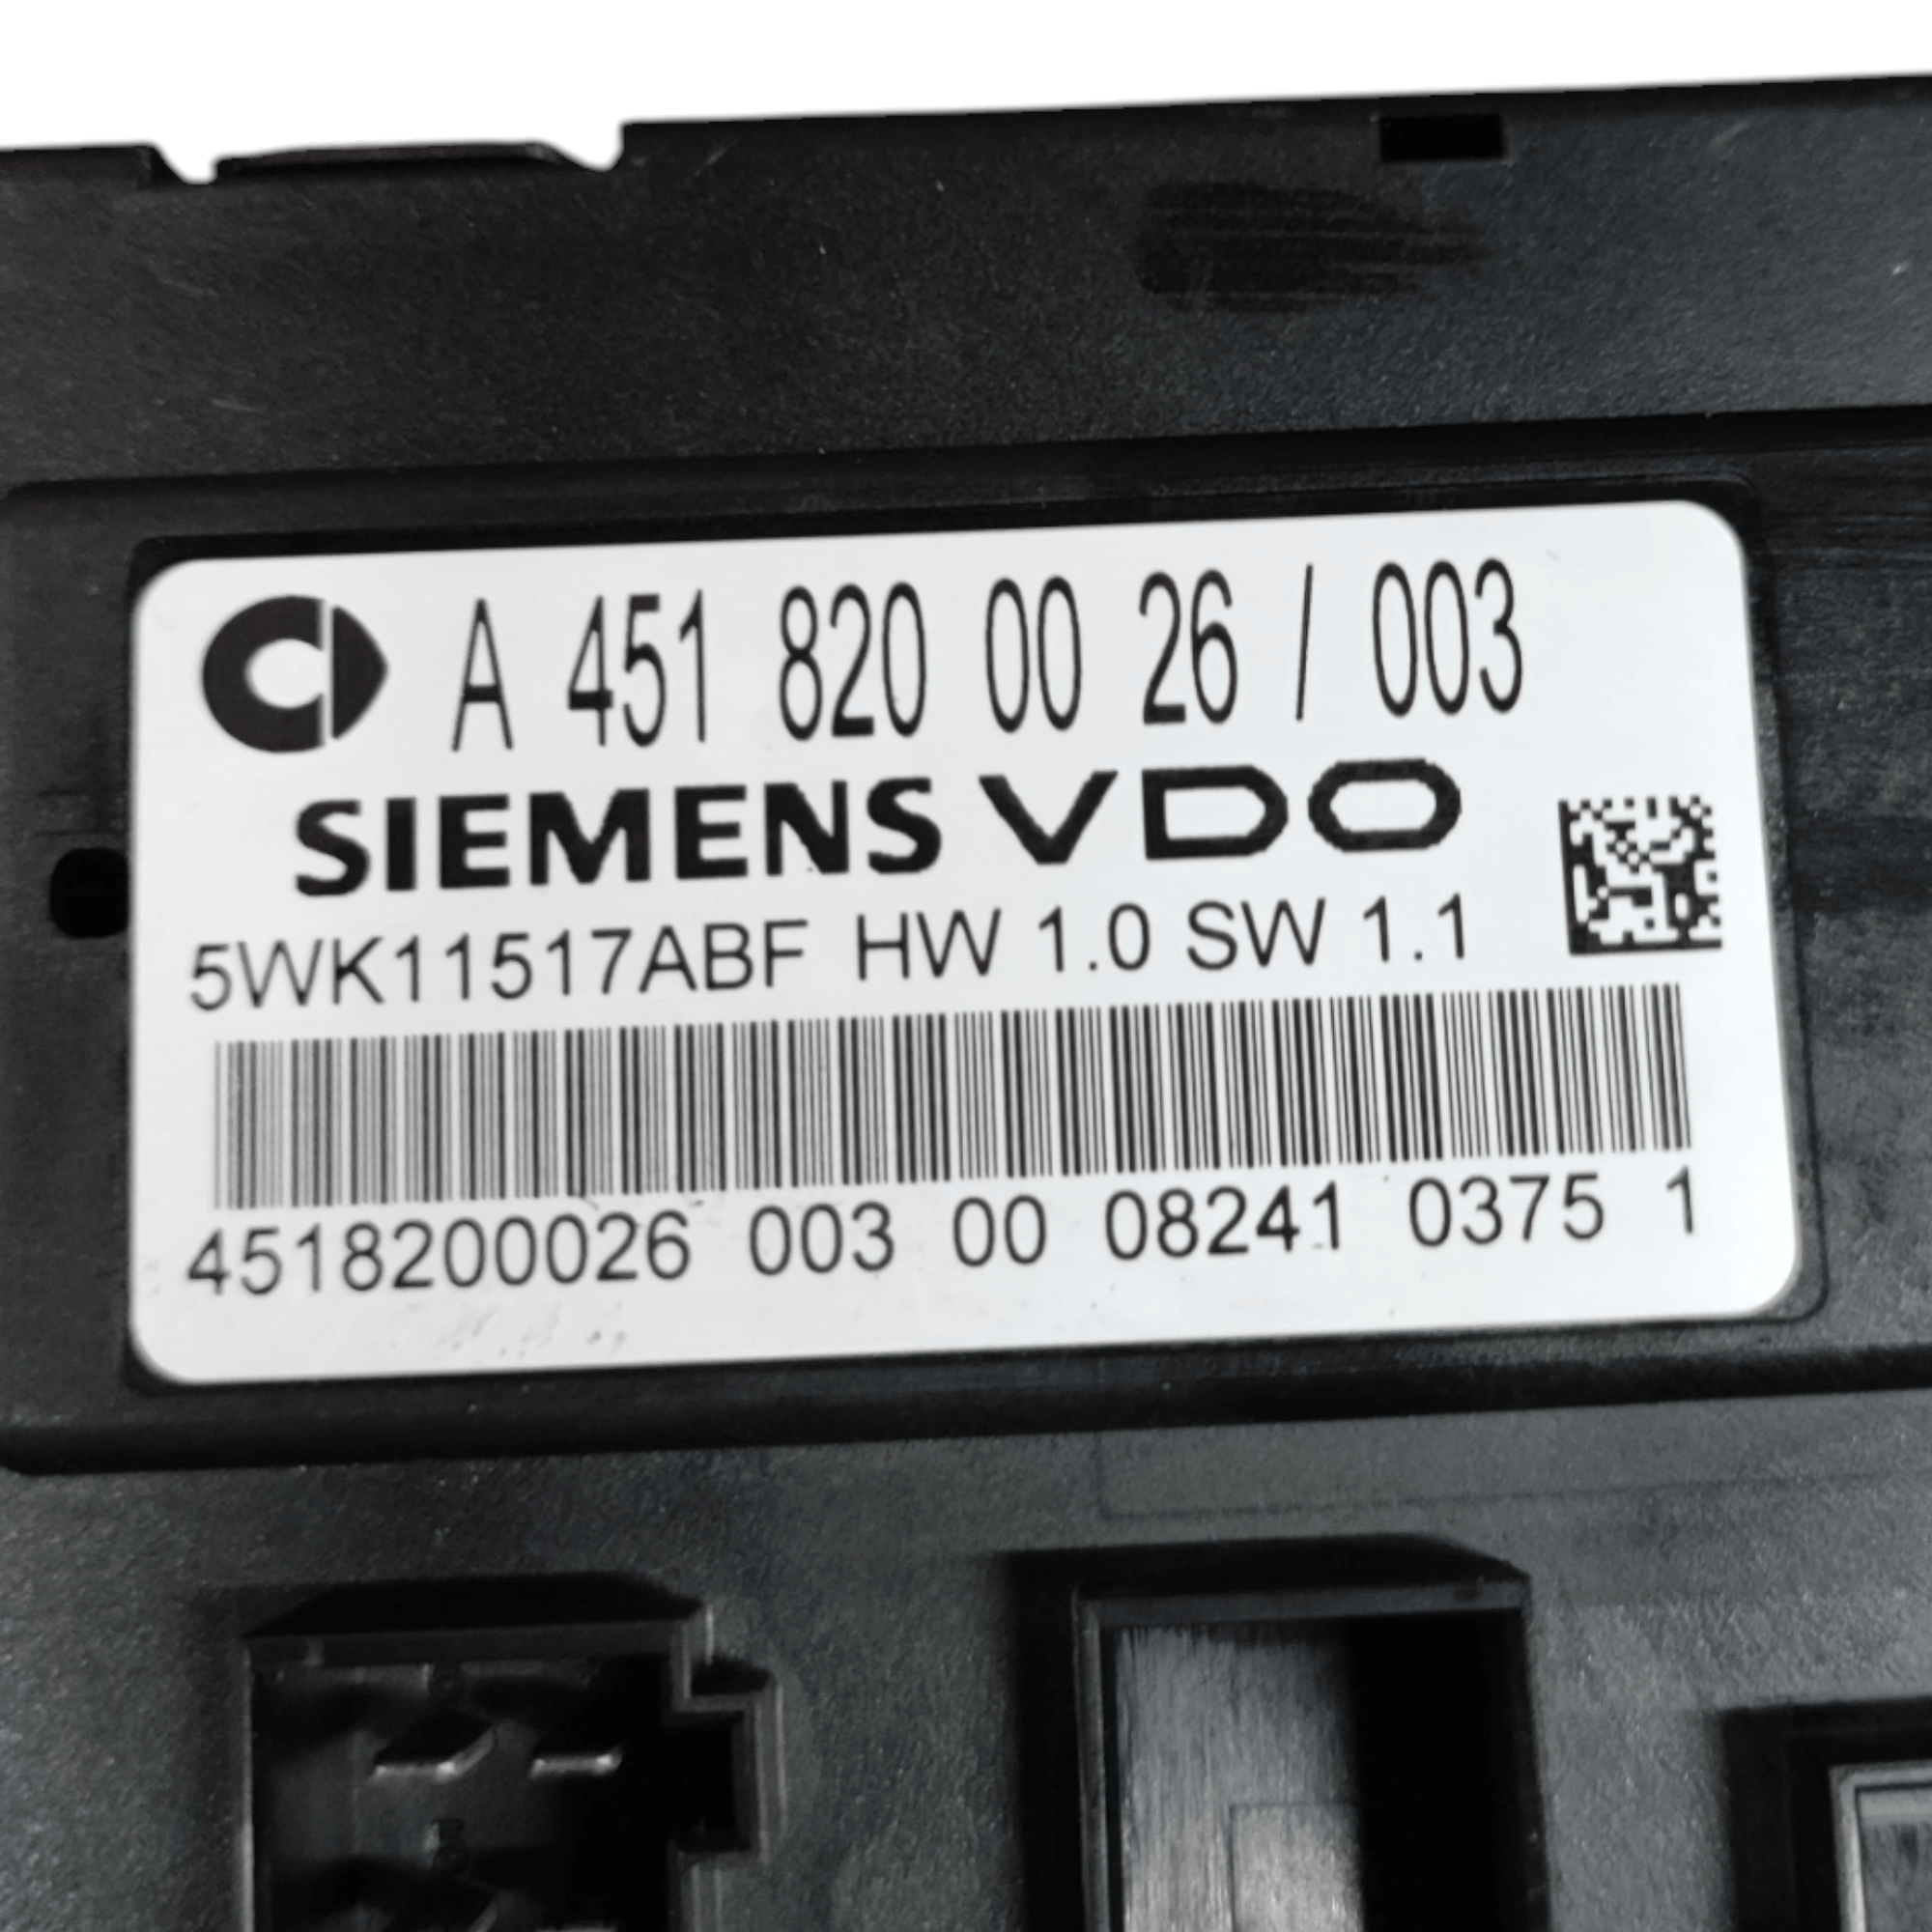 A 451 820 00 26 / 003
SIEMENS VDO
5WK11517ABF HW 1.0 SW 1.1
4518200026 003 00 08241 0375 1